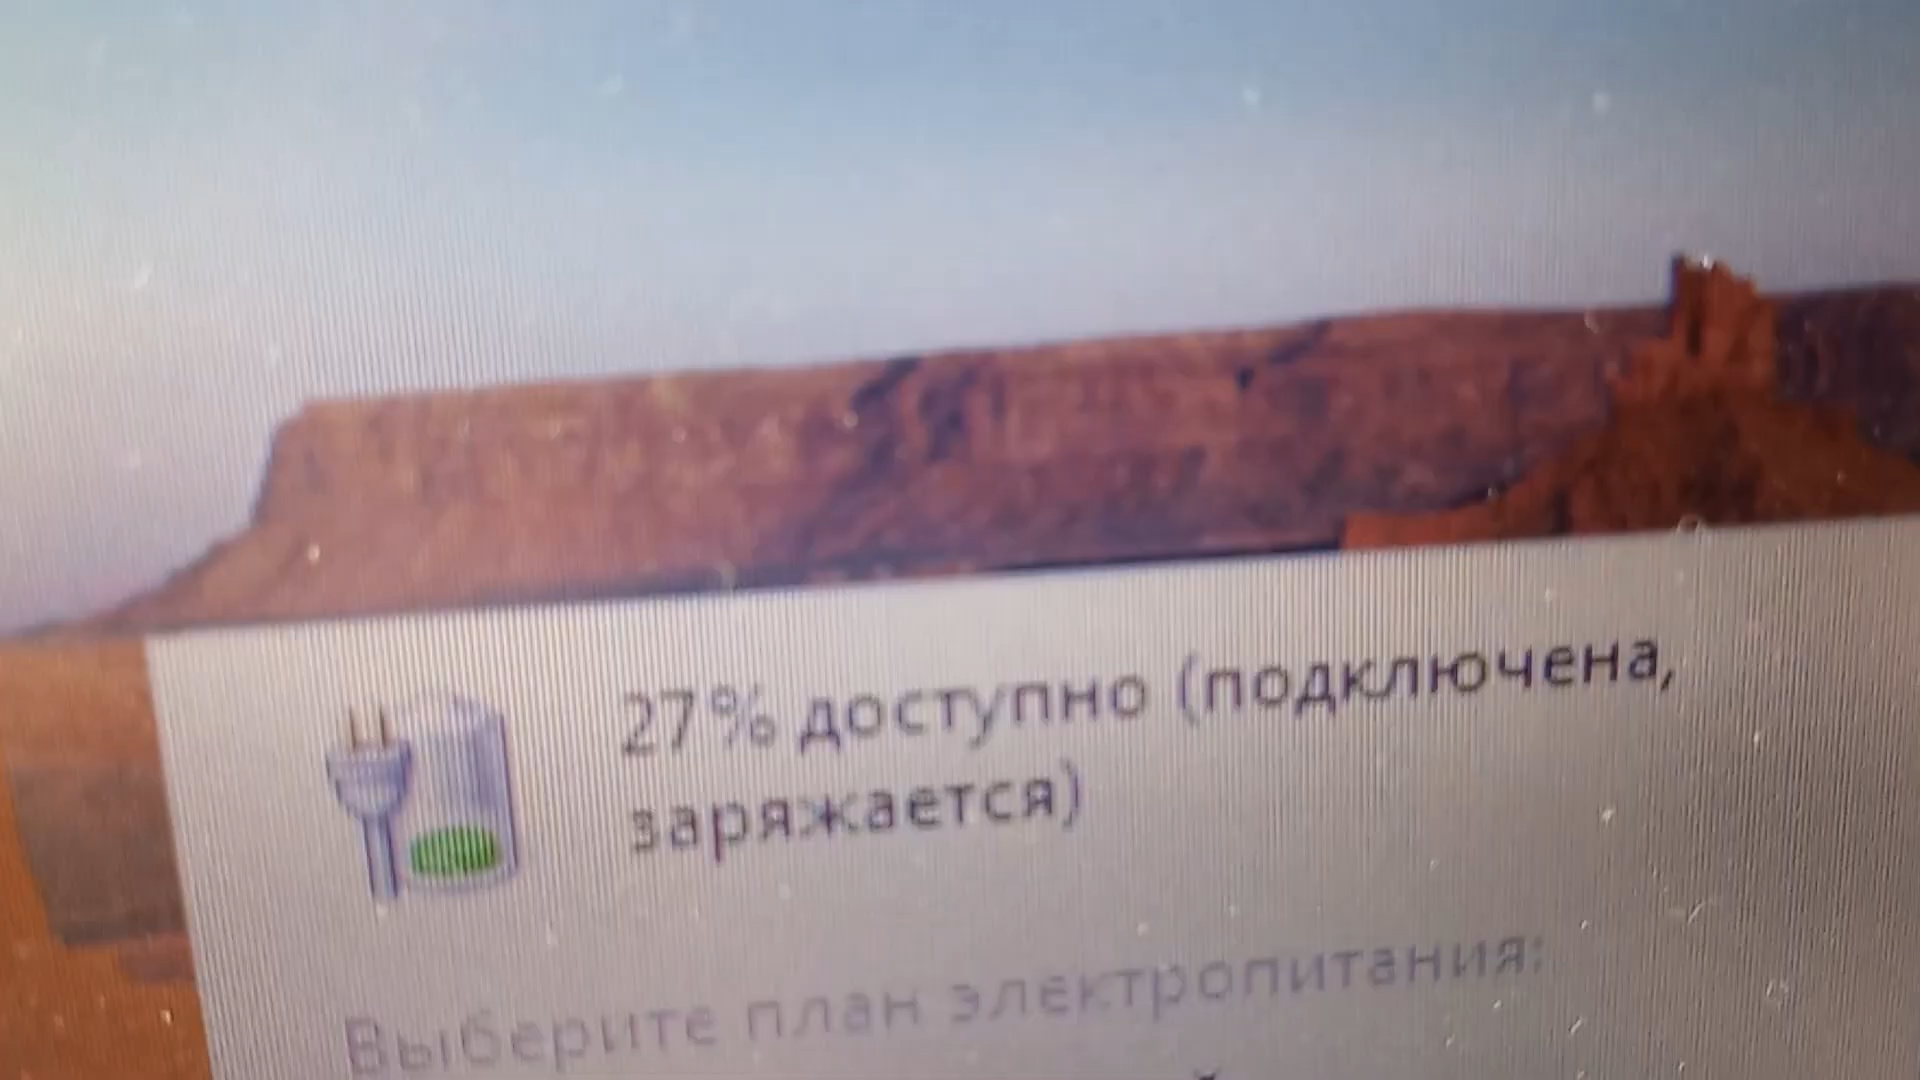 27% доступно (подключена,
заряжается)
Выберите план электропитания: